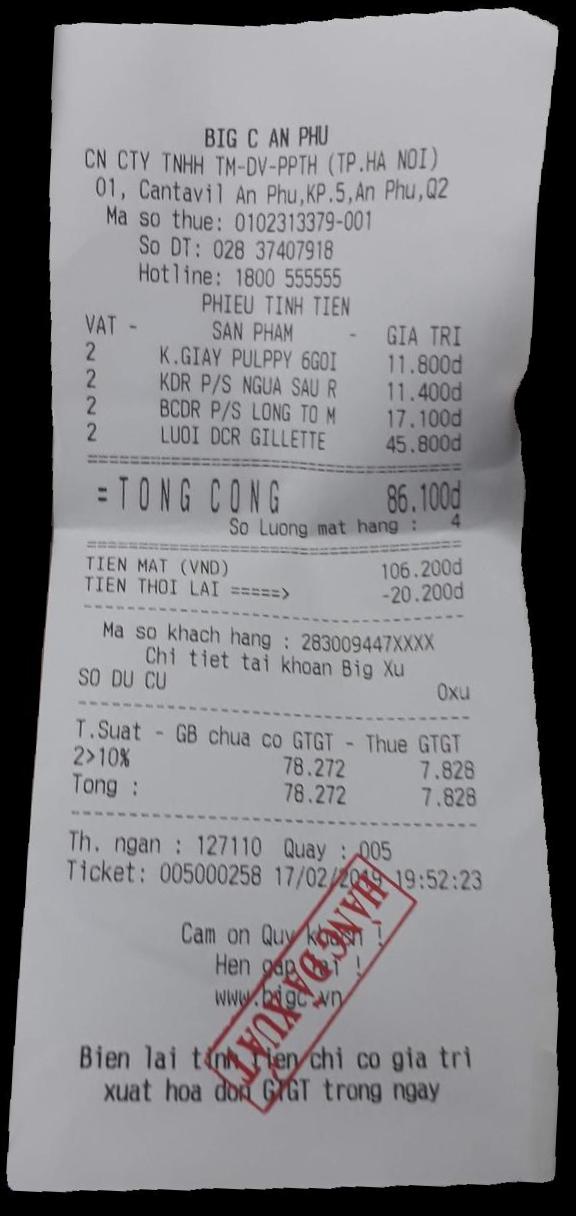 BIG C AN PHU
CN CTY TNHH TM-DV-PPTH (TP.HA NOI)
01, Cantavil An Phu,KP.5,An Phu,Q2
Ma so thue: 0102313379-001
So DT: 028 37407918
Hotline: 1800 555555
PHIEU TINH TIEN
VAT - SAN PHAM - GIA TRI
2 K.GIAY PULPPY 6GOI 11.800d
2 KDR P/S NGUA SAU R 11.400d
2 BCDR P/S LONG TO M 17.100d
2 LUOI DCR GILLETTE 45.800d
=TONG CONG 86.100d
So Luong mat hang : 4
TIEN MAT (VND) 106.200d
TIEN THOI LAI =====> -20.200d
Ma so khach hang : 283009447XXXX
Chi tiet tai khoan Big Xu
SO DU CU 0xu
T.Suat - GB chua co GTGT - Thue GTGT
2>10% 78.272 7.828
Tong : 78.272 7.828
Th. ngan : 127110 Quay : 005
Ticket: 005000258 17/02/2019 19:52:23
Cam on Quy khach !
Hen gap lai !
www.bigc.vn
HÀNG ĐÃ XUẤT
Bien lai tinh tien chi co gia tri
xuat hoa don GTGT trong ngay